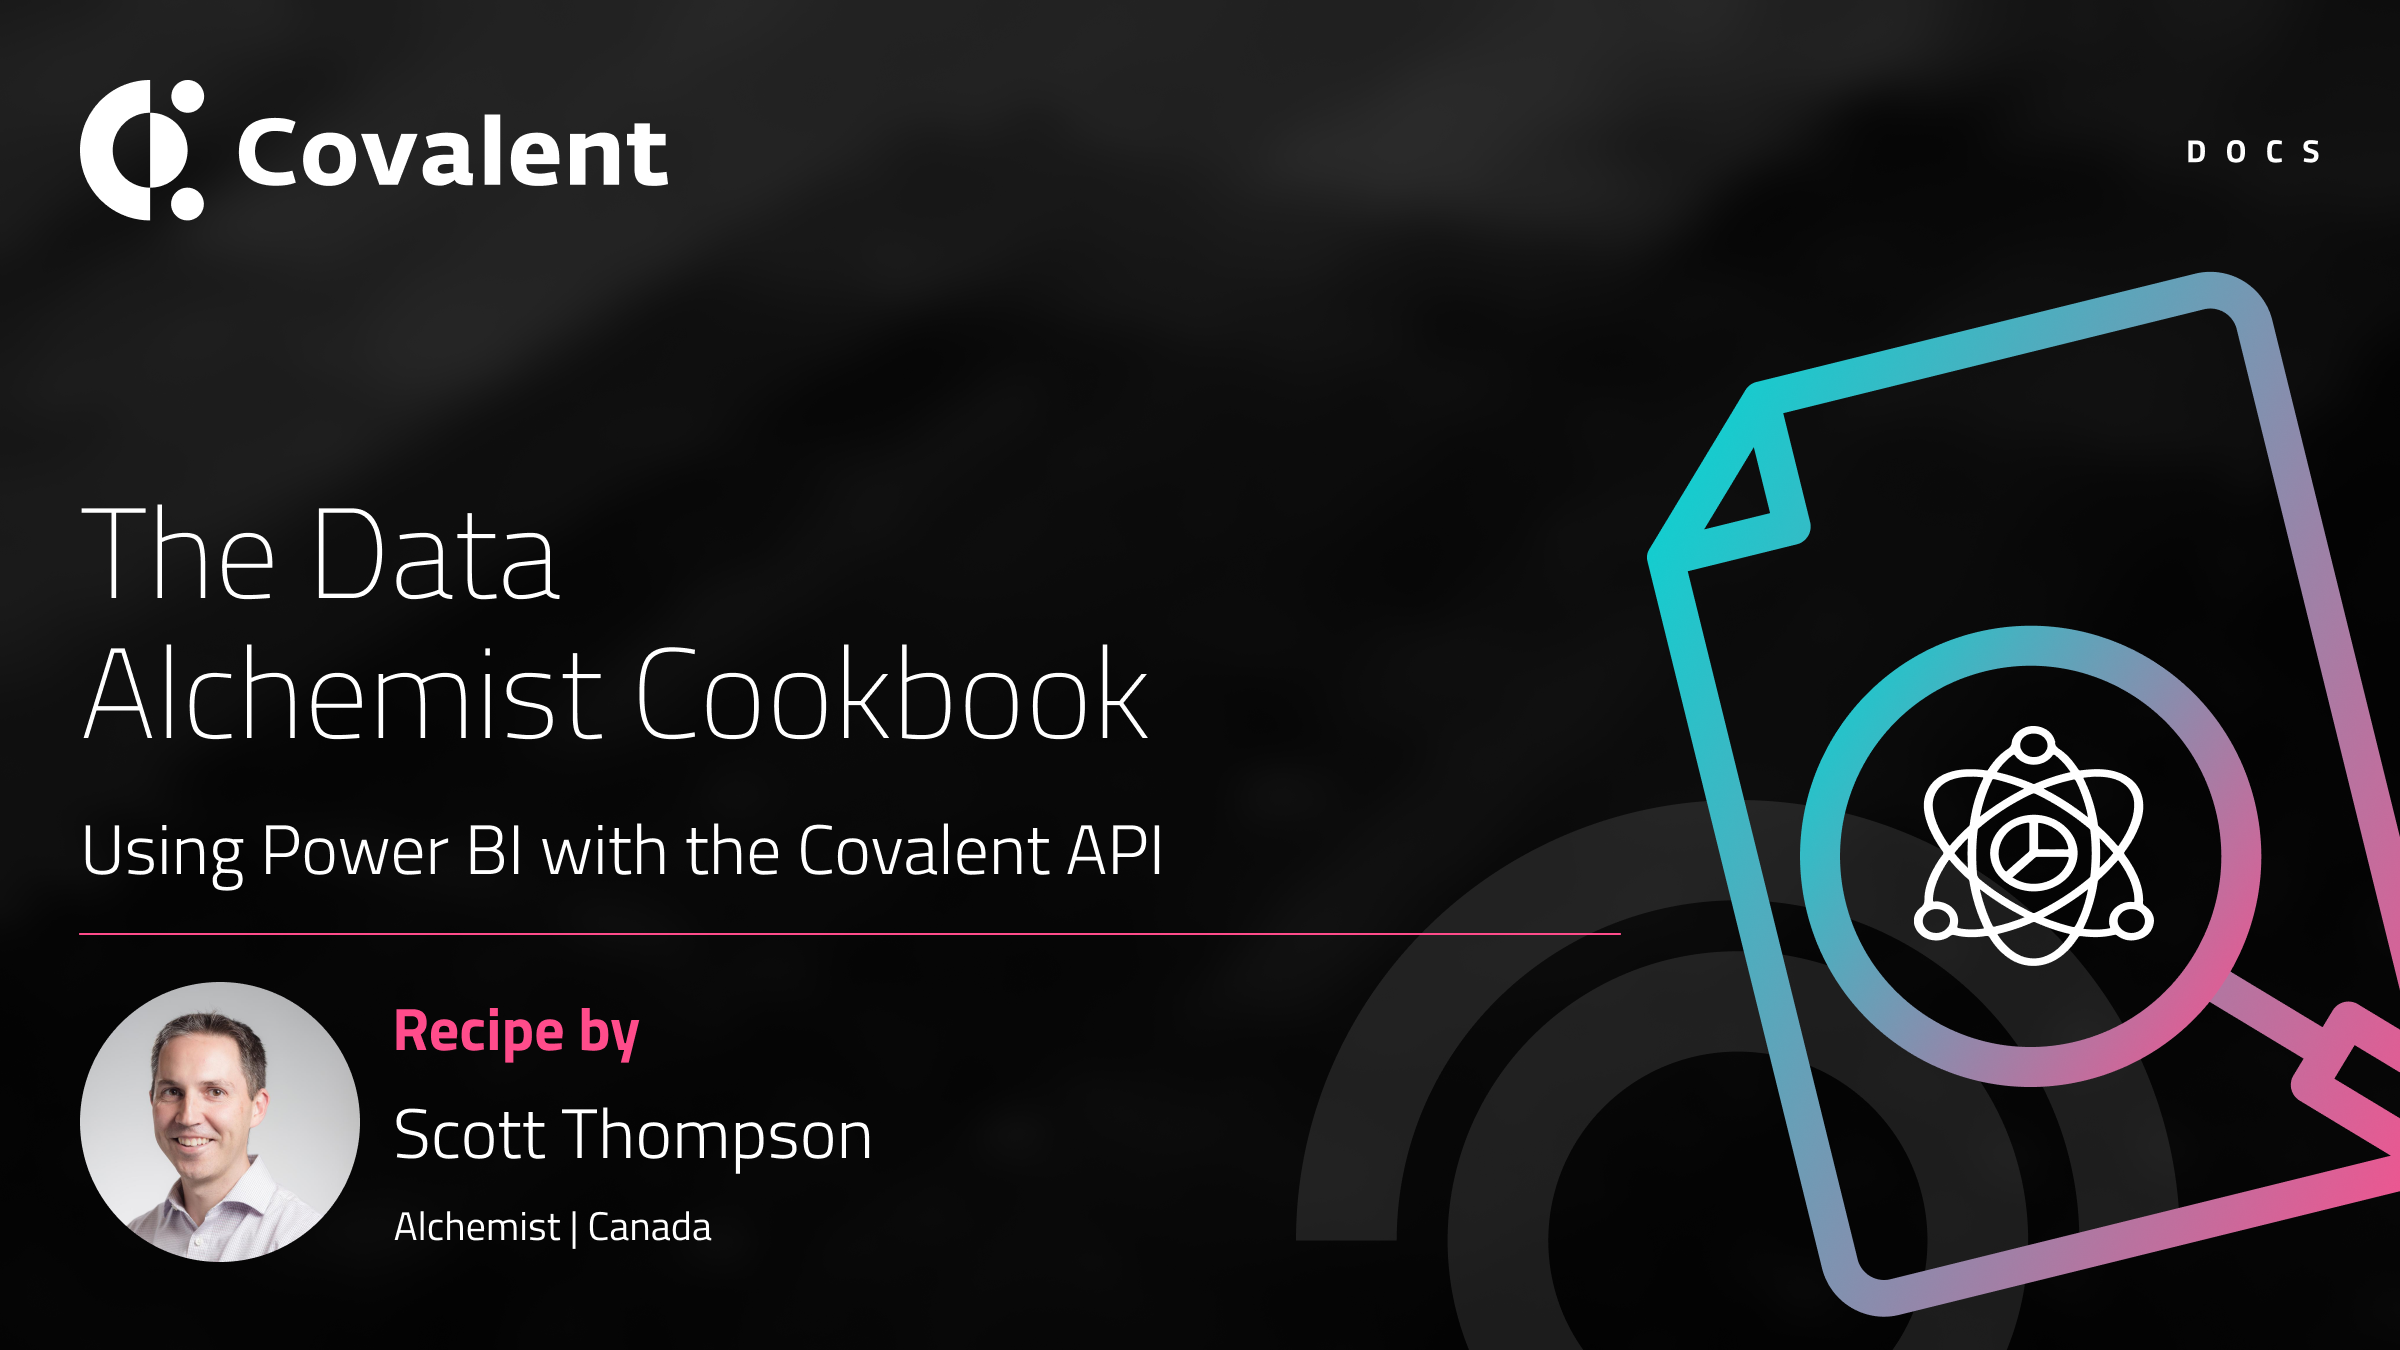 Covalent
DOCS
The Data
Alchemist Cookbook
Using Power BI with the Covalent API
Recipe by
Scott Thompson
Alchemist | Canada